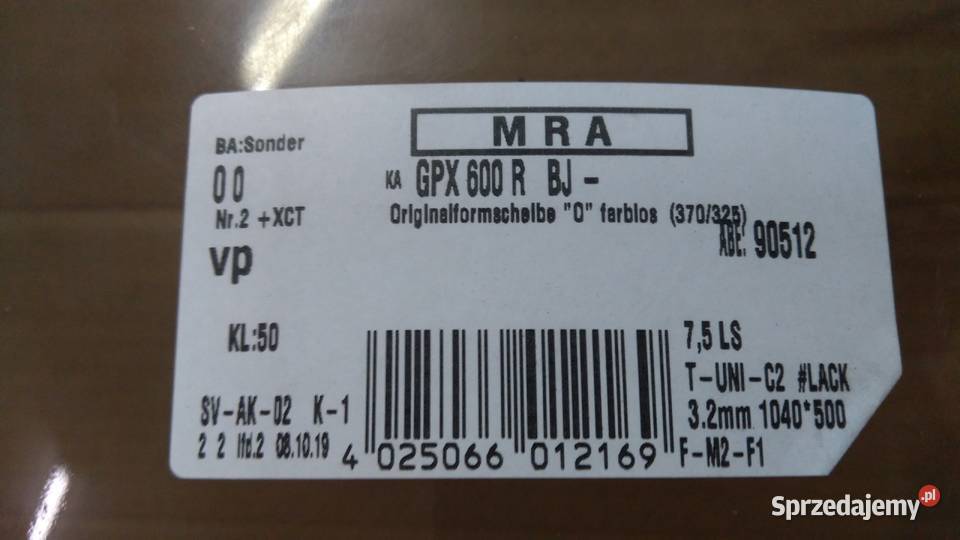 MRA
BA:Sonder
00
KA GPX 600 R BJ -
Nr.2 +XCT
Originalformscheibe "O" farblos (370/325)
ABE: 90512
vp
KL:50
7,5 LS
T-UNI-C2 #LACK
SV-AK-02 K-1
3.2mm 1040*500
2 2 lfd.2 08.10.19
4 025066 012169
F-M2-F1
Sprzedajemy.pl